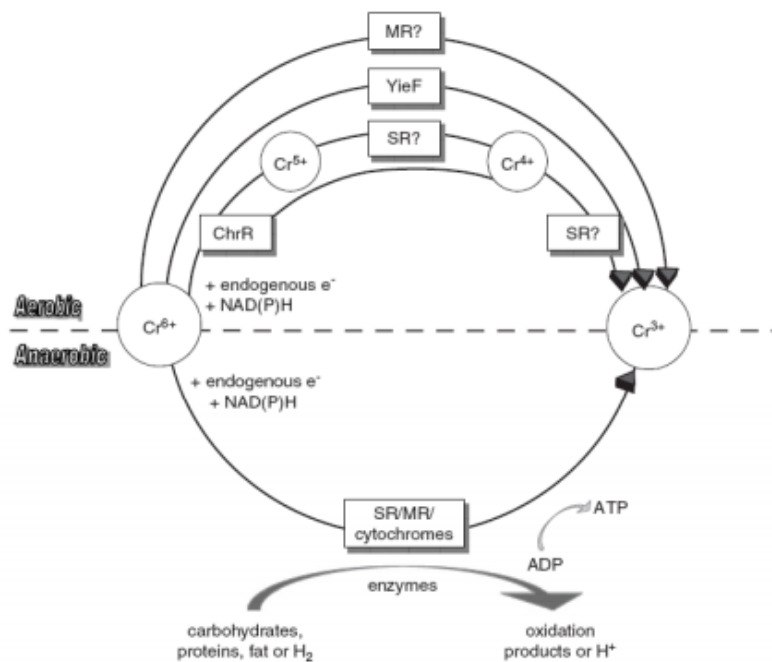 MR?
YieF
SR?
Cr5+
Cr4+
ChrR
SR?
+ endogenous e-
+ NAD(P)H
Aerobic
Cr6+
Cr3+
Anaerobic
+ endogenous e-
+ NAD(P)H
SR/MR/
cytochromes
ATP
ADP
enzymes
carbohydrates,
proteins, fat or H2
oxidation
products or H+